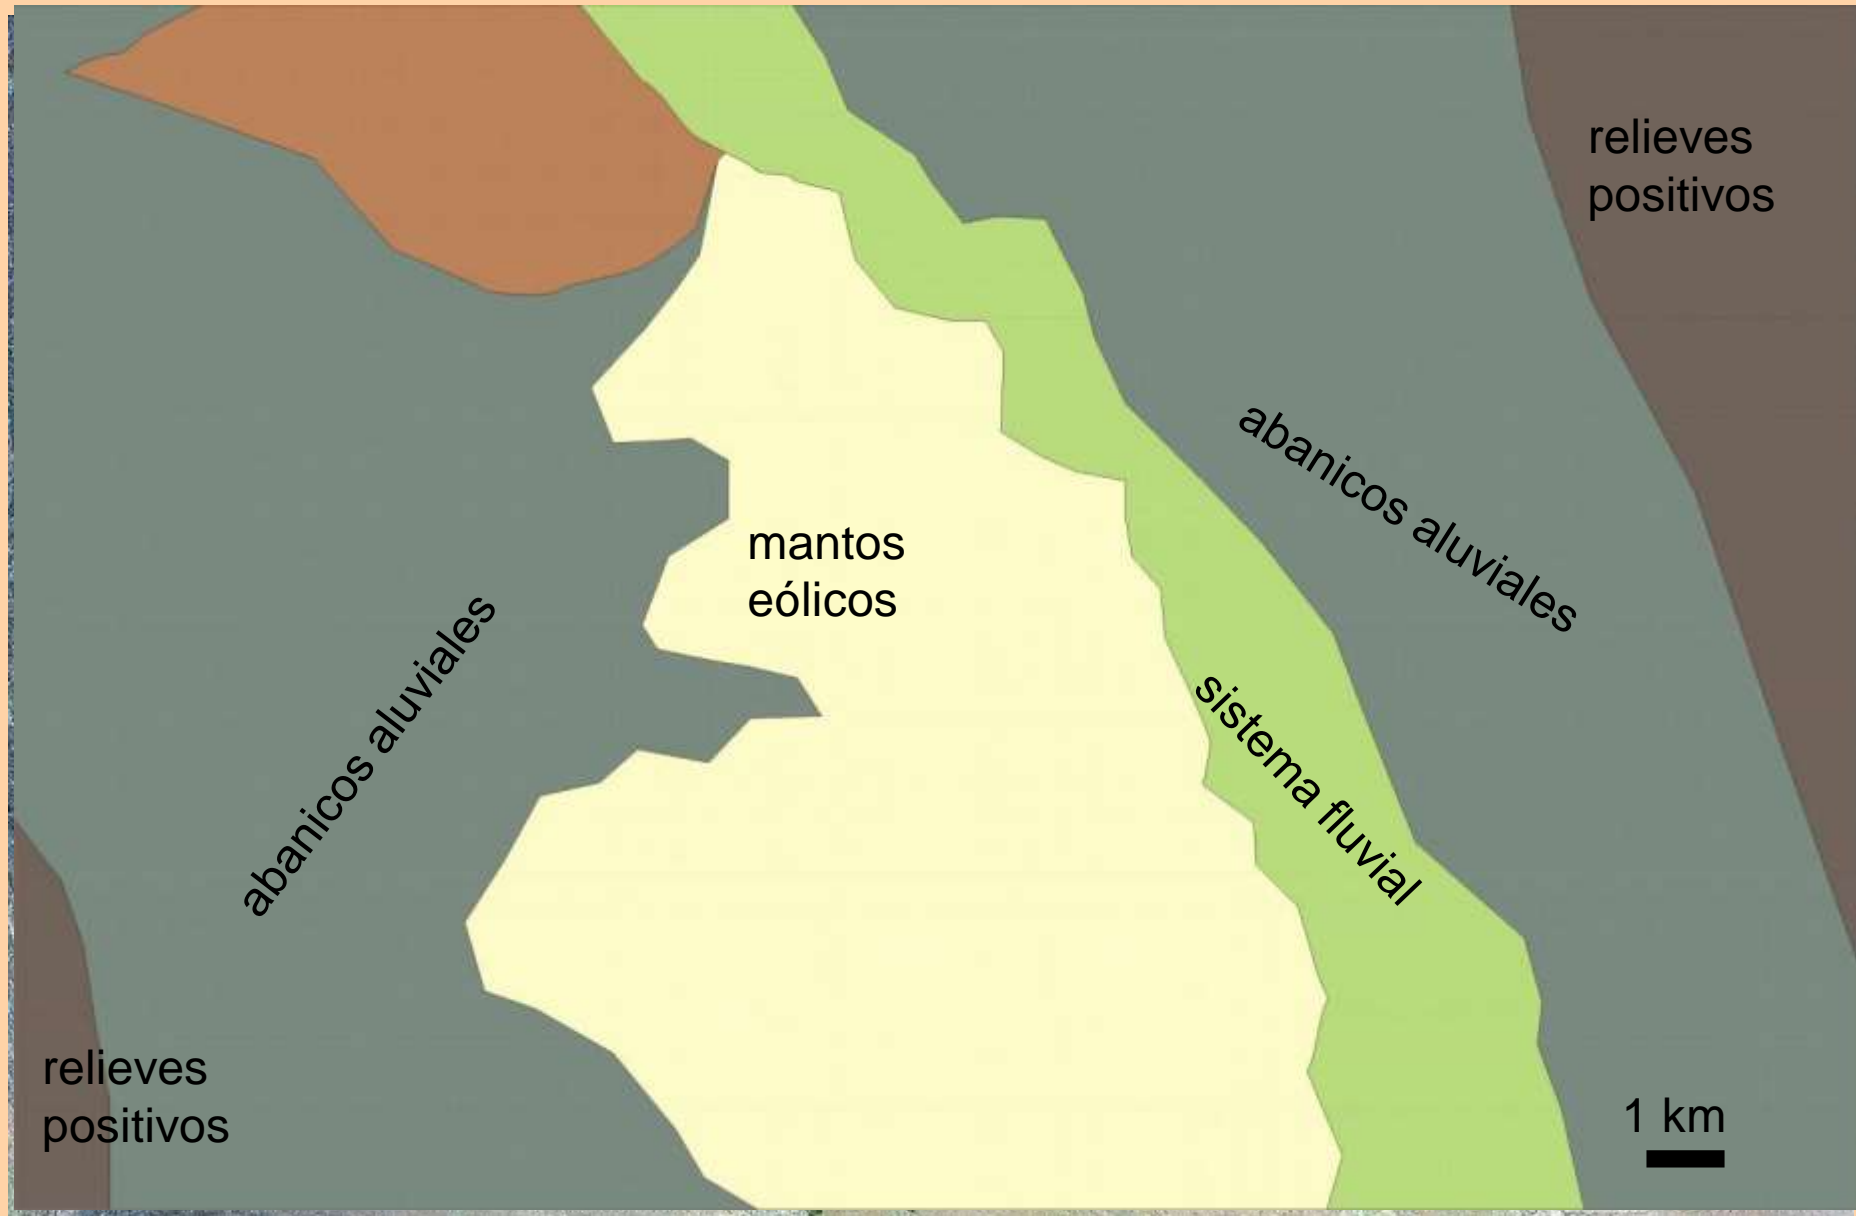 relieves
positivos
abanicos aluviales
mantos
eólicos
abanicos aluviales
sistema fluvial
relieves
positivos
1 km